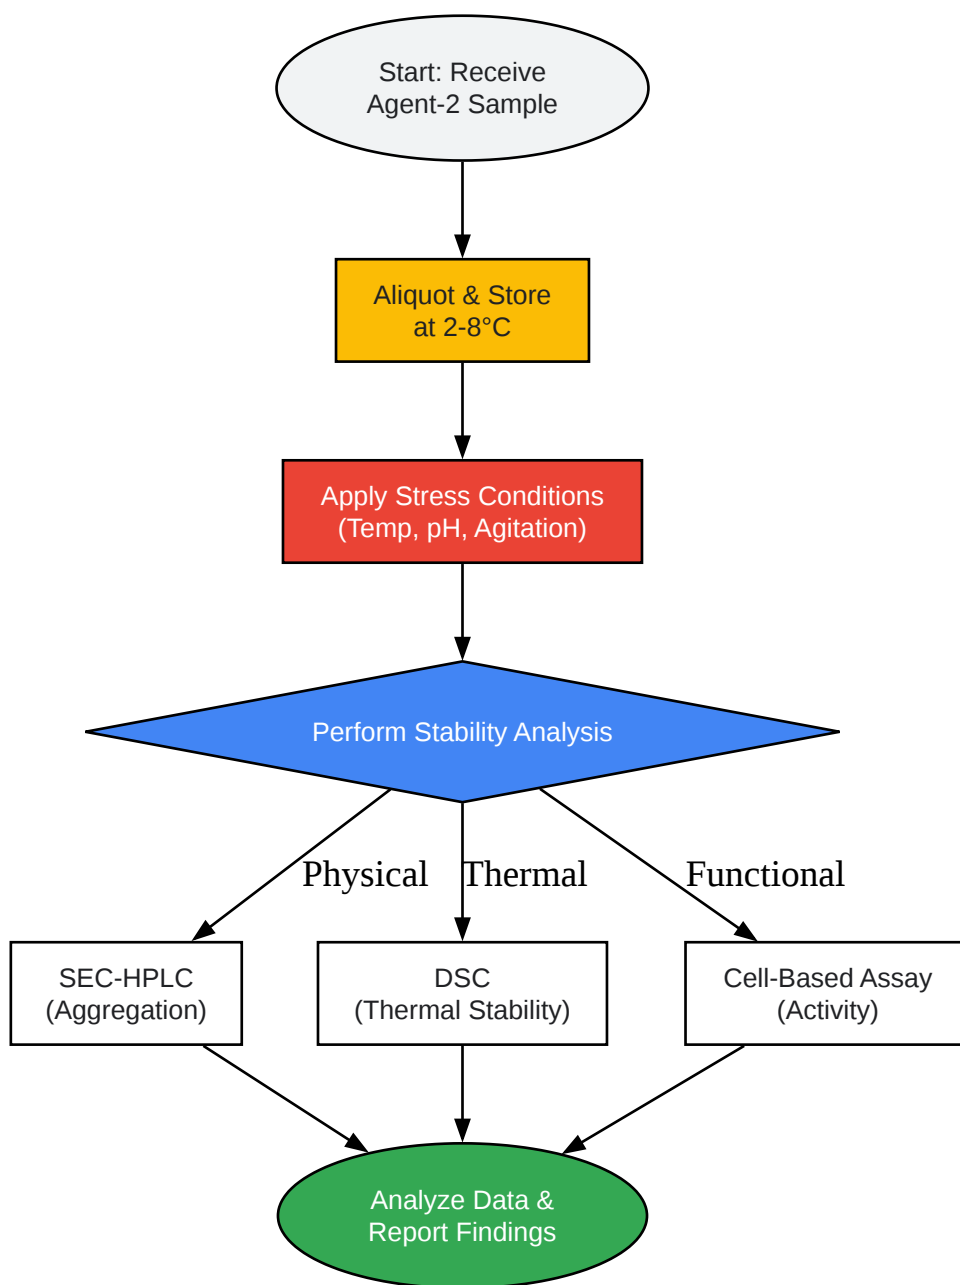 Start: Receive
Agent-2 Sample
Aliquot & Store
at 2-8°C
Apply Stress Conditions
(Temp, pH, Agitation)
Perform Stability Analysis
Physical
Thermal
Functional
SEC-HPLC
(Aggregation)
DSC
(Thermal Stability)
Cell-Based Assay
(Activity)
Analyze Data &
Report Findings